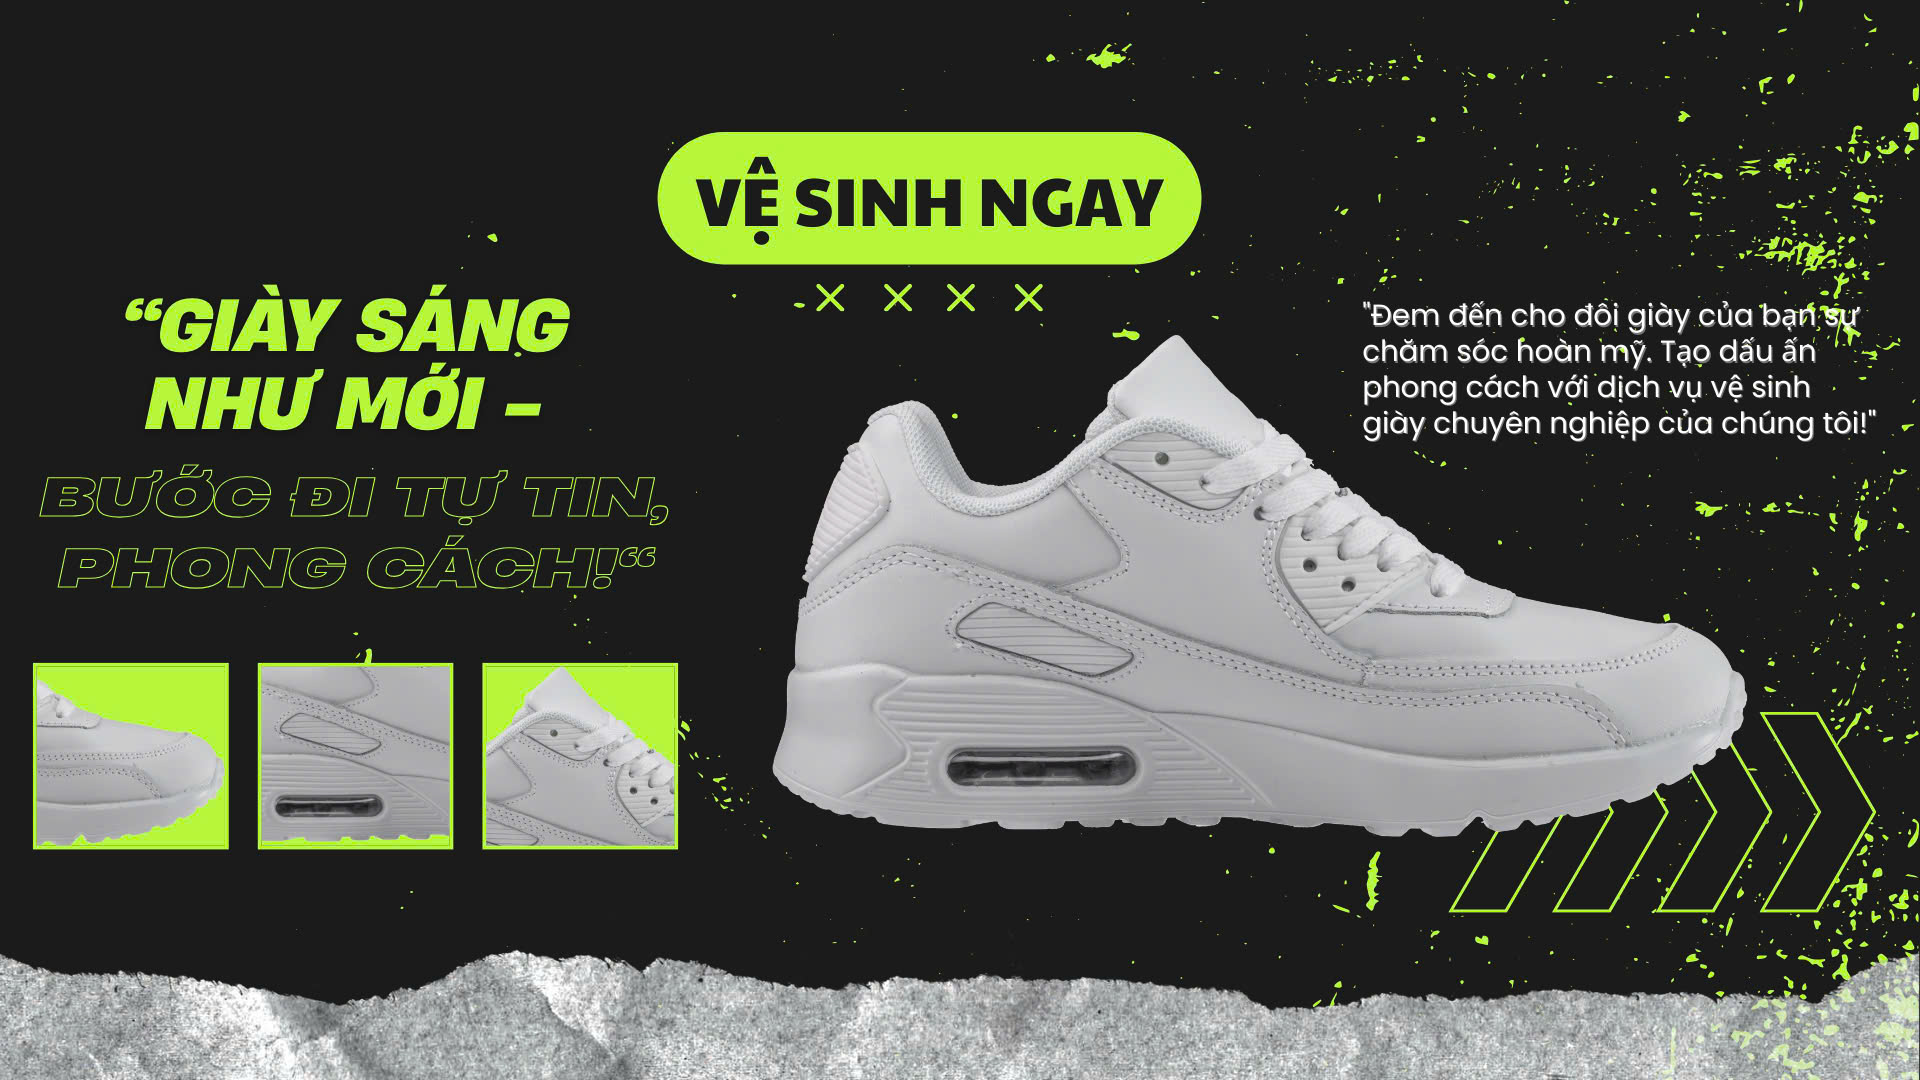 VỆ SINH NGAY
“GIÀY SÁNG
NHƯ MỚI –
BƯỚC ĐI TỰ TIN,
PHONG CÁCH!“
"Đem đến cho đôi giày của bạn sự
chăm sóc hoàn mỹ. Tạo dấu ấn
phong cách với dịch vụ vệ sinh
giày chuyên nghiệp của chúng tôi!"